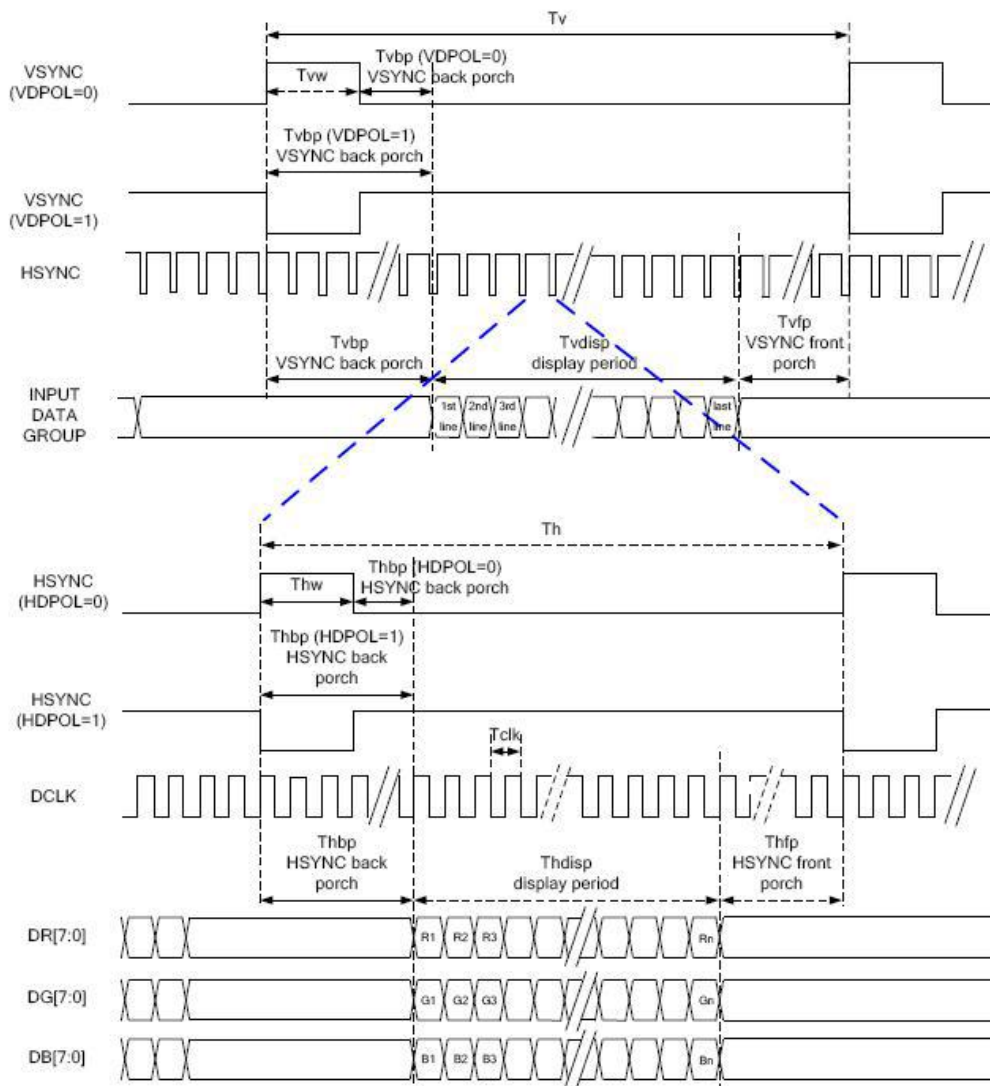 Tv
Tvbp (VDPOL=0)
VSYNC back porch
VSYNC
(VDPOL=0)
Tvw
Tvbp (VDPOL=1)
VSYNC back porch
VSYNC
(VDPOL=1)
HSYNC
Tvbp
VSYNC back porch
Tvdisp
display period
Tvfp
VSYNC front
porch
INPUT
DATA
GROUP
1st
line
2nd
line
3rd
line
last
line
Th
Thbp (HDPOL=0)
HSYNC back porch
HSYNC
(HDPOL=0)
Thw
Thbp (HDPOL=1)
HSYNC back
porch
HSYNC
(HDPOL=1)
Tclk
DCLK
Thbp
HSYNC back
porch
Thdisp
display period
Thfp
HSYNC front
porch
DR[7:0]
R1 R2 R3 Rn
DG[7:0]
G1 G2 G3 Gn
DB[7:0]
B1 B2 B3 Bn